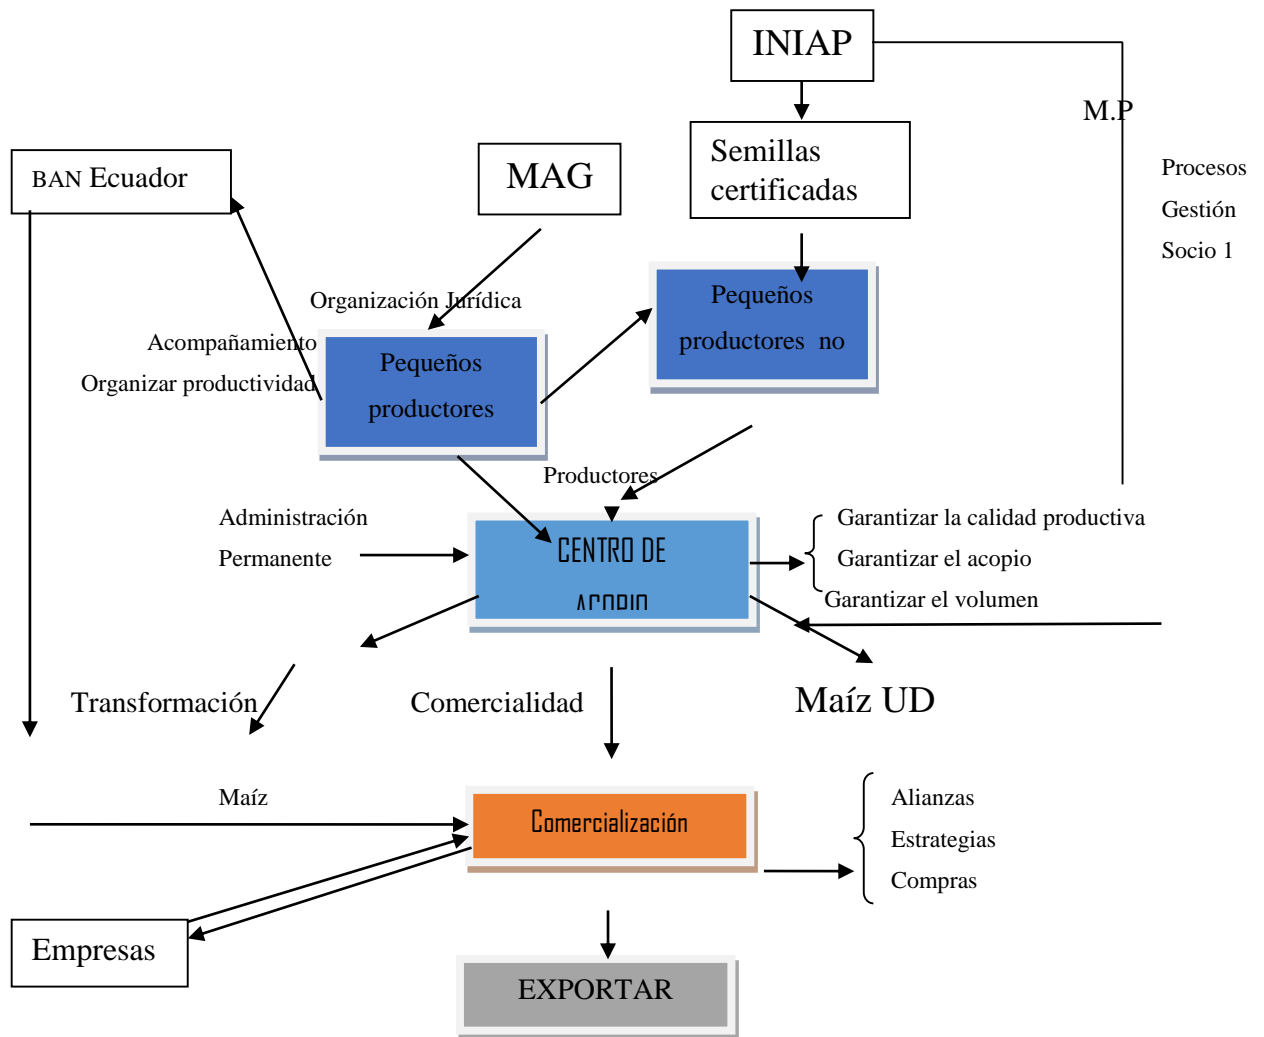 INIAP
M.P
Semillas
certificadas
MAG
BAN Ecuador
Procesos
Gestión
Socio 1
Organización Jurídica
Pequeños
productores no
Acompañamiento
Organizar productividad
Pequeños
productores
Productores
Administración
Permanente
CENTRO DE
Garantizar la calidad productiva
Garantizar el acopio
Garantizar el volumen
Transformación
Comercialidad
Maíz UD
Maíz
Comercialización
Alianzas
Estrategias
Compras
Empresas
EXPORTAR